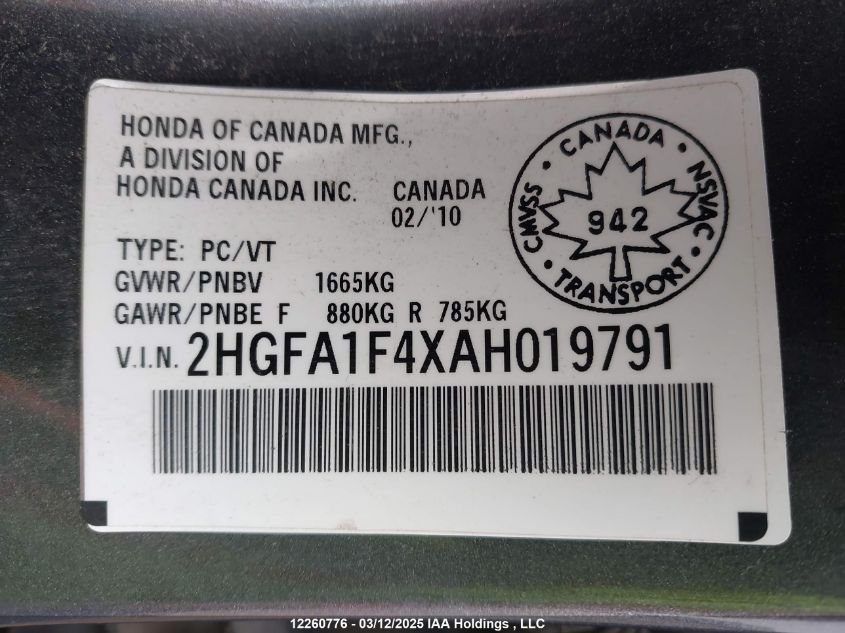 HONDA OF CANADA MFG.,
A DIVISION OF
HONDA CANADA INC. CANADA
02/'10
TYPE: PC/VT
GVWR/PNBV 1665KG
GAWR/PNBE F 880KG R 785KG
V.I.N. 2HGFA1F4XAH019791
CANADA
CMVSS 942 NSVAC
TRANSPORT
12260776 - 03/12/2025 IAA Holdings , LLC